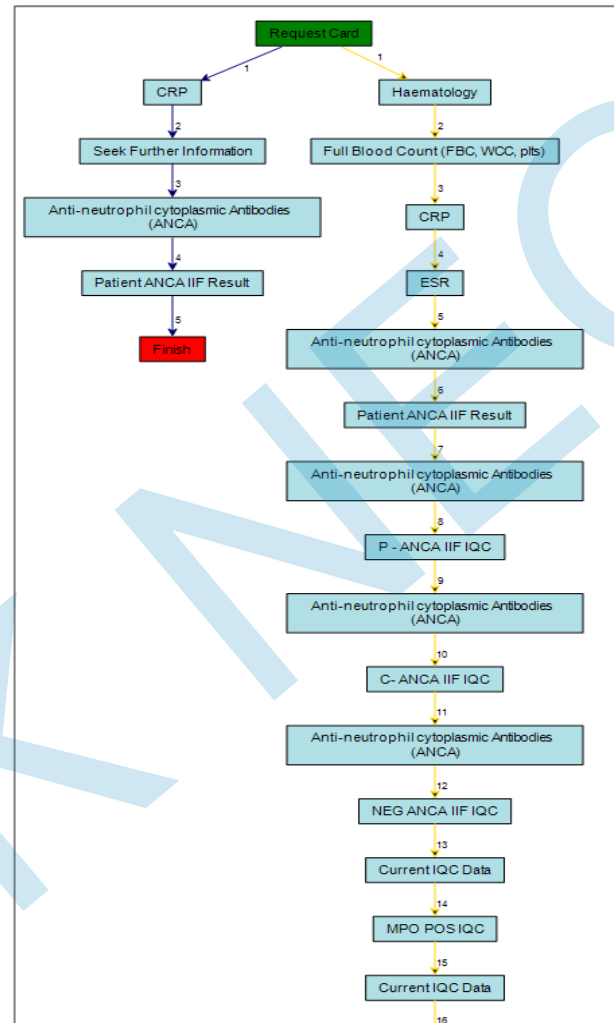 Request Card
1
1
CRP
Haematology
2
2
Seek Further Information
Full Blood Count (FBC, WCC, plts)
3
3
Anti-neutrophil cytoplasmic Antibodies
(ANCA)
CRP
4
4
Patient ANCA IIF Result
ESR
5
5
Finish
Anti-neutrophil cytoplasmic Antibodies
(ANCA)
6
Patient ANCA IIF Result
7
Anti-neutrophil cytoplasmic Antibodies
(ANCA)
8
P - ANCA IIF IQC
9
Anti-neutrophil cytoplasmic Antibodies
(ANCA)
10
C- ANCA IIF IQC
11
Anti-neutrophil cytoplasmic Antibodies
(ANCA)
12
NEG ANCA IIF IQC
13
Current IQC Data
14
MPO POS IQC
15
Current IQC Data
16